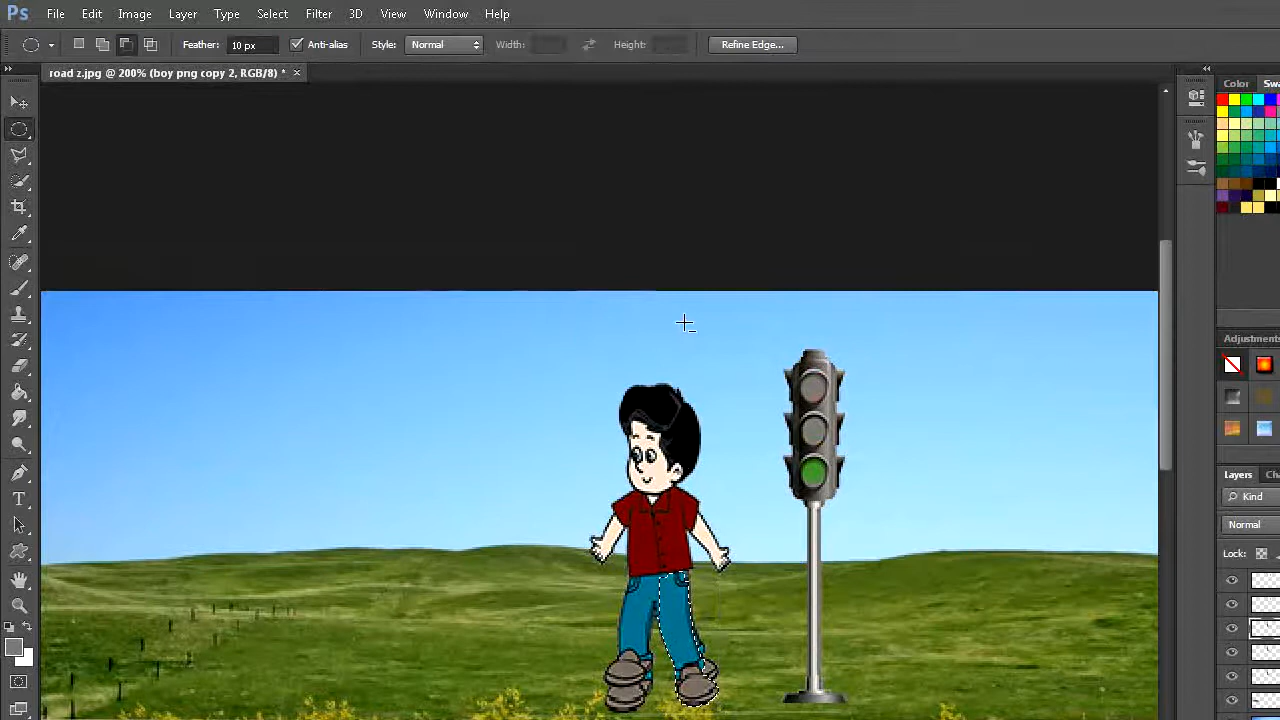 Ps File Edit Image Layer Type Select Filter 3D View Window Help
Feather: 10 px Anti-alias Style: Normal Width: Height: Refine Edge...
road z.jpg @ 200% (boy png copy 2, RGB/8) * ×
Color Swa
Adjustments
Layers Cha
Kind
Normal
Lock: